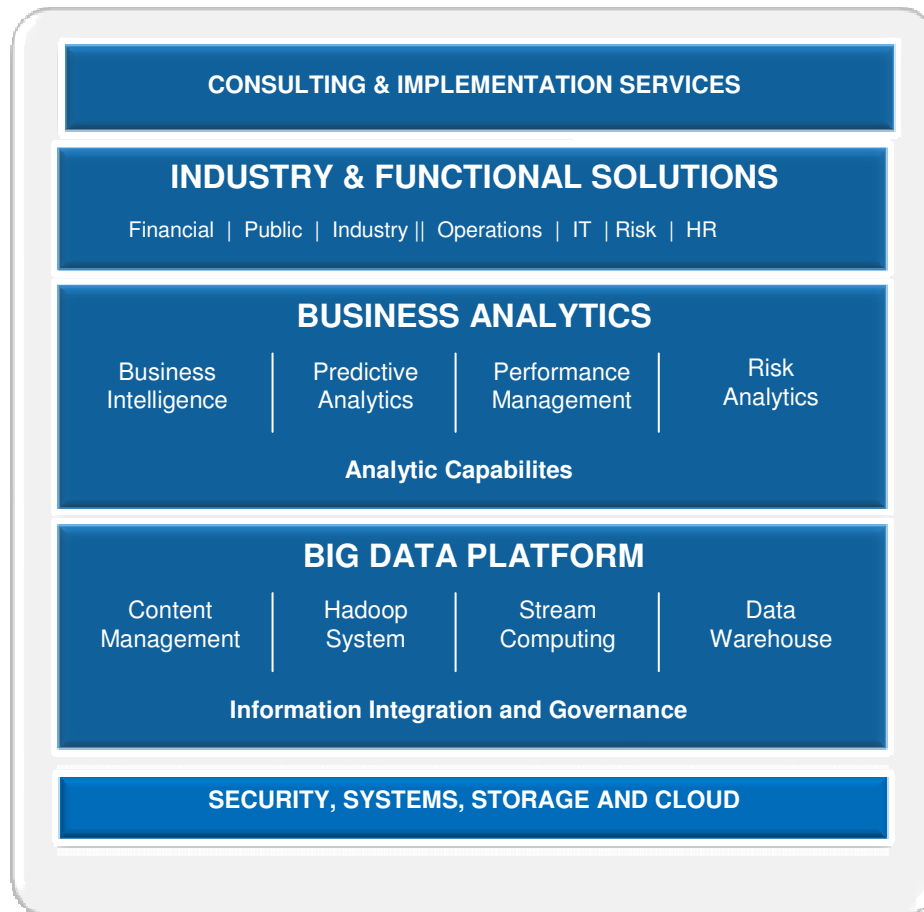 CONSULTING & IMPLEMENTATION SERVICES
INDUSTRY & FUNCTIONAL SOLUTIONS
Financial | Public | Industry || Operations | IT | Risk | HR
BUSINESS ANALYTICS
Business
Intelligence
Predictive
Analytics
Performance
Management
Risk
Analytics
Analytic Capabilites
BIG DATA PLATFORM
Content
Management
Hadoop
System
Stream
Computing
Data
Warehouse
Information Integration and Governance
SECURITY, SYSTEMS, STORAGE AND CLOUD